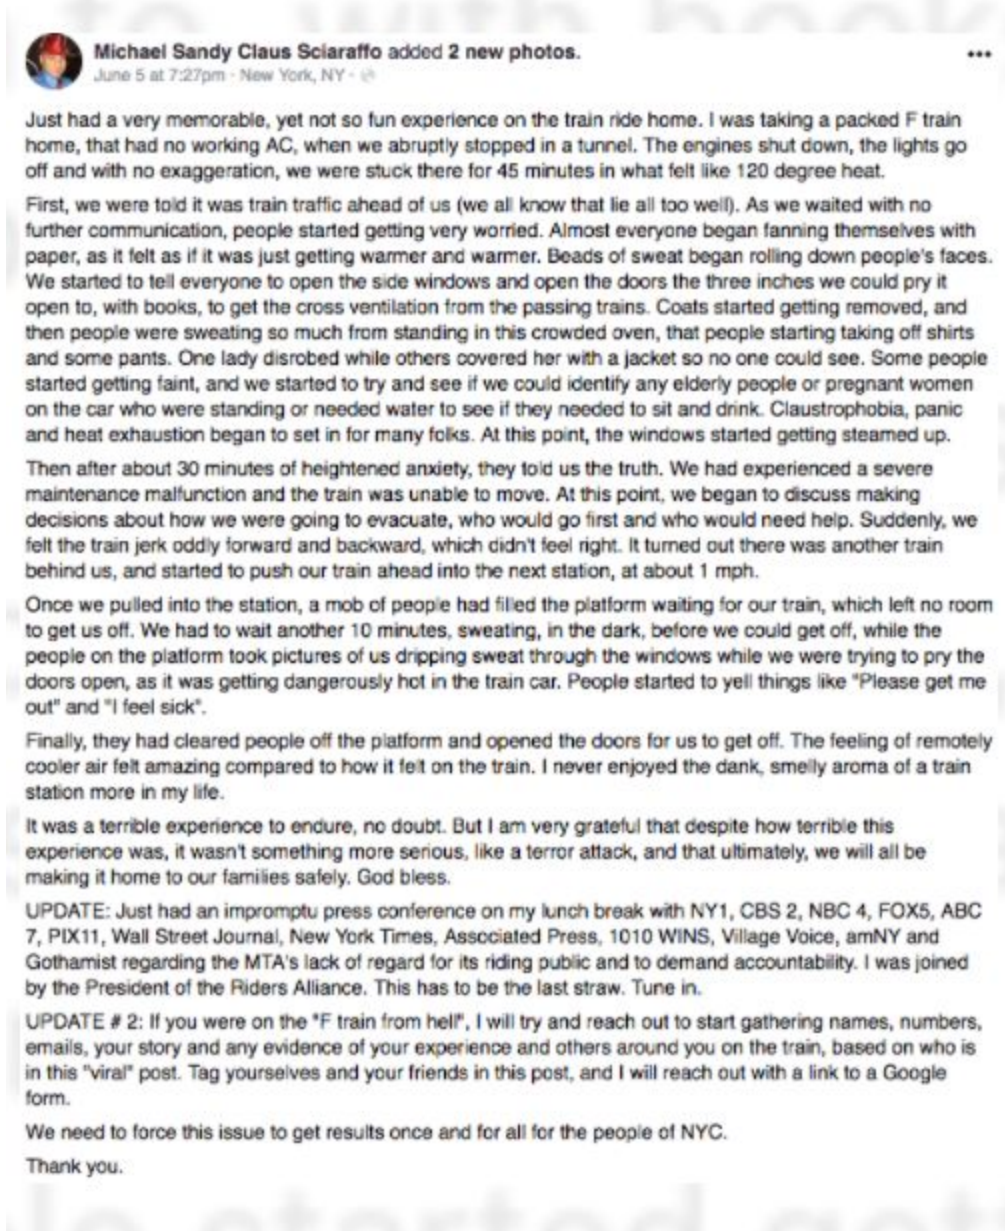 Michael Sandy Claus Sciaraffo added 2 new photos.
June 5 at 7:27pm · New York, NY ·
Just had a very memorable, yet not so fun experience on the train ride home. I was taking a packed F train
home, that had no working AC, when we abruptly stopped in a tunnel. The engines shut down, the lights go
off and with no exaggeration, we were stuck there for 45 minutes in what felt like 120 degree heat.
First, we were told it was train traffic ahead of us (we all know that lie all too well). As we waited with no
further communication, people started getting very worried. Almost everyone began fanning themselves with
paper, as it felt as if it was just getting warmer and warmer. Beads of sweat began rolling down people's faces.
We started to tell everyone to open the side windows and open the doors the three inches we could pry it
open to, with books, to get the cross ventilation from the passing trains. Coats started getting removed, and
then people were sweating so much from standing in this crowded oven, that people starting taking off shirts
and some pants. One lady disrobed while others covered her with a jacket so no one could see. Some people
started getting faint, and we started to try and see if we could identify any elderly people or pregnant women
on the car who were standing or needed water to see if they needed to sit and drink. Claustrophobia, panic
and heat exhaustion began to set in for many folks. At this point, the windows started getting steamed up.
Then after about 30 minutes of heightened anxiety, they told us the truth. We had experienced a severe
maintenance malfunction and the train was unable to move. At this point, we began to discuss making
decisions about how we were going to evacuate, who would go first and who would need help. Suddenly, we
felt the train jerk oddly forward and backward, which didn't feel right. It turned out there was another train
behind us, and started to push our train ahead into the next station, at about 1 mph.
Once we pulled into the station, a mob of people had filled the platform waiting for our train, which left no room
to get us off. We had to wait another 10 minutes, sweating, in the dark, before we could get off, while the
people on the platform took pictures of us dripping sweat through the windows while we were trying to pry the
doors open, as it was getting dangerously hot in the train car. People started to yell things like "Please get me
out" and "I feel sick".
Finally, they had cleared people off the platform and opened the doors for us to get off. The feeling of remotely
cooler air felt amazing compared to how it felt on the train. I never enjoyed the dank, smelly aroma of a train
station more in my life.
It was a terrible experience to endure, no doubt. But I am very grateful that despite how terrible this
experience was, it wasn't something more serious, like a terror attack, and that ultimately, we will all be
making it home to our families safely. God bless.
UPDATE: Just had an impromptu press conference on my lunch break with NY1, CBS 2, NBC 4, FOX5, ABC
7, PIX11, Wall Street Journal, New York Times, Associated Press, 1010 WINS, Village Voice, amNY and
Gothamist regarding the MTA's lack of regard for its riding public and to demand accountability. I was joined
by the President of the Riders Alliance. This has to be the last straw. Tune in.
UPDATE # 2: If you were on the "F train from hell", I will try and reach out to start gathering names, numbers,
emails, your story and any evidence of your experience and others around you on the train, based on who is
in this "viral" post. Tag yourselves and your friends in this post, and I will reach out with a link to a Google
form.
We need to force this issue to get results once and for all for the people of NYC.
Thank you.